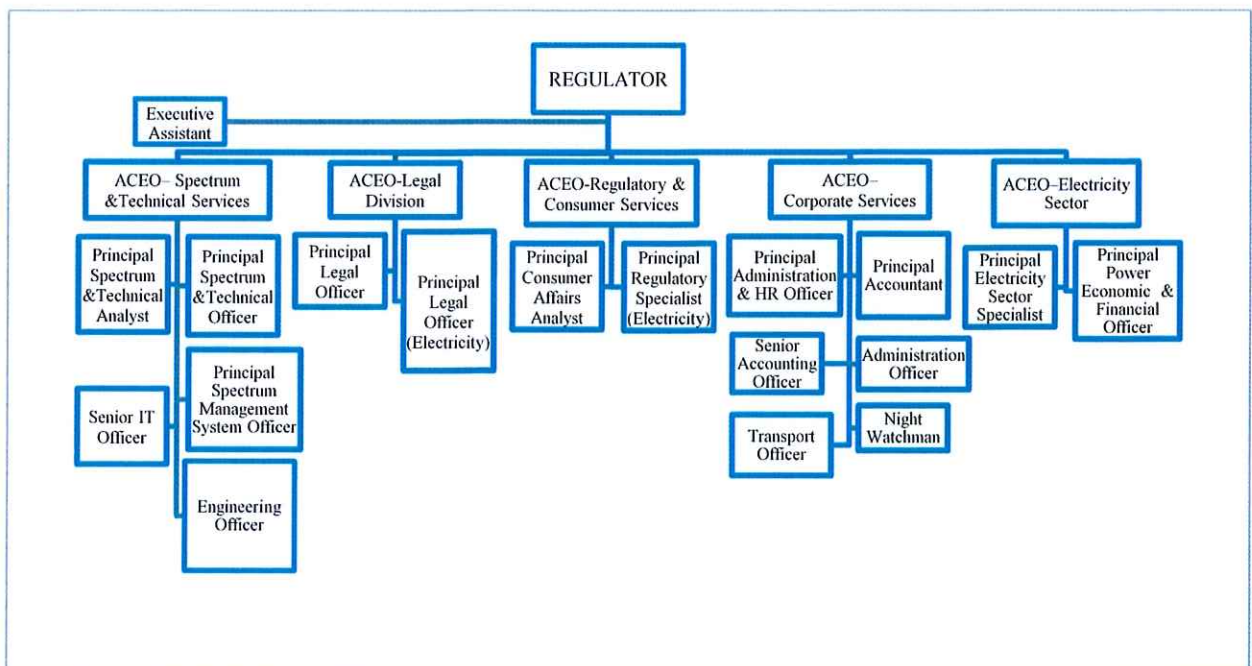 REGULATOR
Executive
Assistant
ACEO– Spectrum
&Technical Services
ACEO-Legal
Division
ACEO-Regulatory &
Consumer Services
ACEO–
Corporate Services
ACEO–Electricity
Sector
Principal
Spectrum
&Technical
Analyst
Principal
Spectrum
&Technical
Officer
Principal
Legal
Officer
Principal
Legal
Officer
(Electricity)
Principal
Consumer
Affairs
Analyst
Principal
Regulatory
Specialist
(Electricity)
Principal
Administration
& HR Officer
Principal
Accountant
Principal
Electricity
Sector
Specialist
Principal
Power
Economic &
Financial
Officer
Senior IT
Officer
Principal
Spectrum
Management
System Officer
Senior
Accounting
Officer
Administration
Officer
Transport
Officer
Night
Watchman
Engineering
Officer